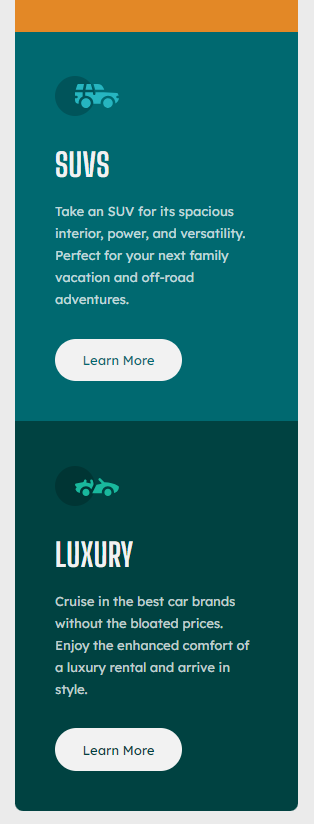 SUVS
Take an SUV for its spacious
interior, power, and versatility.
Perfect for your next family
vacation and off-road
adventures.
Learn More
LUXURY
Cruise in the best car brands
without the bloated prices.
Enjoy the enhanced comfort of
a luxury rental and arrive in
style.
Learn More